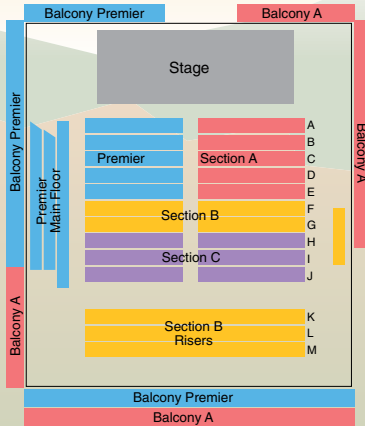 Balcony Premier
Balcony A
Stage
Balcony Premier
Balcony A
A
B
Premier
Section A
C
D
E
Premier
Main Floor
F
Section B
G
H
Section C
I
J
Balcony A
K
Section B
Risers
L
M
Balcony Premier
Balcony A